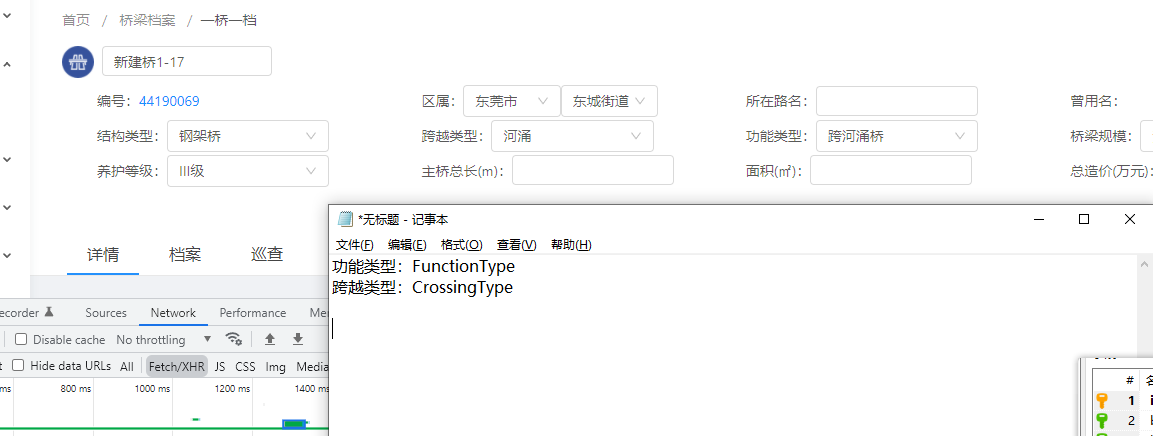 首页 / 桥梁档案 / 一桥一档
新建桥1-17
编号：44190069 区属：东莞市 东城街道 所在路名： 曾用名：
结构类型：钢架桥 跨越类型：河涌 功能类型：跨河涌桥 桥梁规模：
养护等级：III级 主桥总长(m)： 面积(㎡)： 总造价(万元)：
详情 档案 巡查
*无标题 - 记事本
文件(F) 编辑(E) 格式(O) 查看(V) 帮助(H)
功能类型：FunctionType
跨越类型：CrossingType
ecorder Sources Network Performance Mer
Disable cache No throttling
Hide data URLs All Fetch/XHR JS CSS Img Media
ms 800 ms 1000 ms 1200 ms 1400 ms
#
1
2